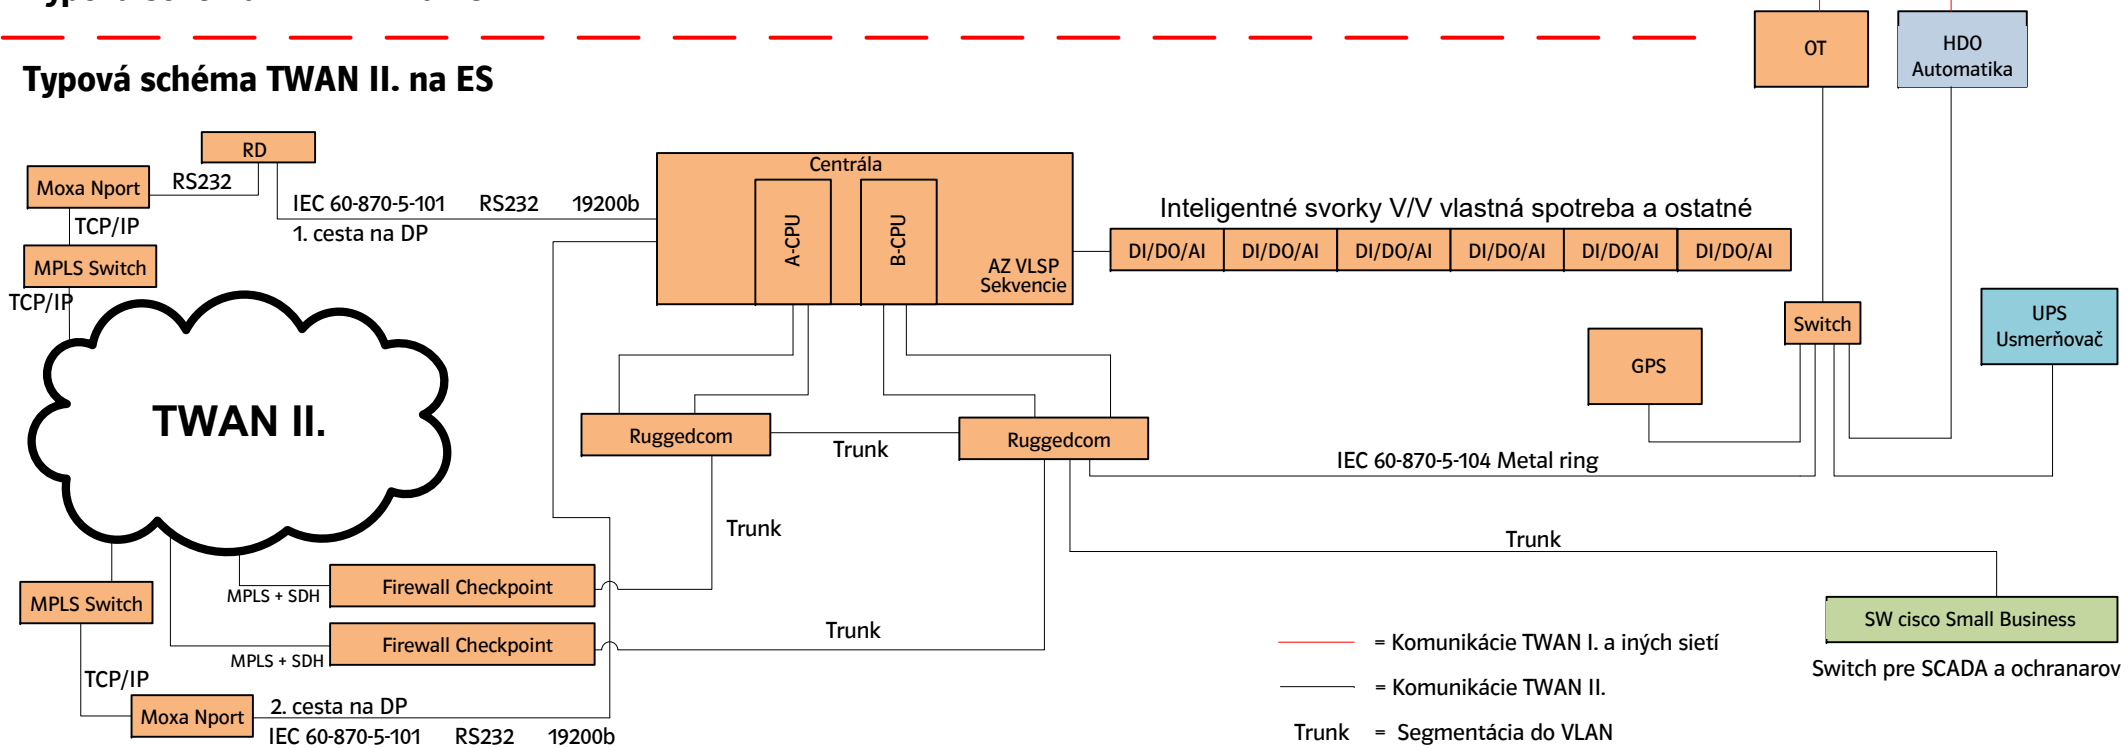 Typová schéma TWAN II. na ES
OT
HDO
Automatika
RD
Moxa Nport
RS232
TCP/IP
MPLS Switch
TCP/IP
IEC 60-870-5-101 RS232 19200b
1. cesta na DP
Centrála
A-CPU
B-CPU
AZ VLSP
Sekvencie
Inteligentné svorky V/V vlastná spotreba a ostatné
DI/DO/AI DI/DO/AI DI/DO/AI DI/DO/AI DI/DO/AI DI/DO/AI
Switch
UPS
Usmerňovač
GPS
TWAN II.
Ruggedcom
Trunk
Ruggedcom
IEC 60-870-5-104 Metal ring
Trunk
Trunk
MPLS Switch
MPLS + SDH
Firewall Checkpoint
MPLS + SDH
Firewall Checkpoint
Trunk
SW cisco Small Business
Switch pre SCADA a ochranarov
TCP/IP
Moxa Nport
2. cesta na DP
IEC 60-870-5-101 RS232 19200b
= Komunikácie TWAN I. a iných sietí
= Komunikácie TWAN II.
Trunk = Segmentácia do VLAN